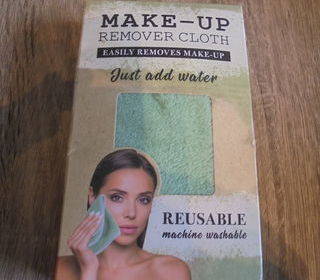 MAKE-UP
REMOVER CLOTH
EASILY REMOVES MAKE-UP
Just add water
REUSABLE
machine washable